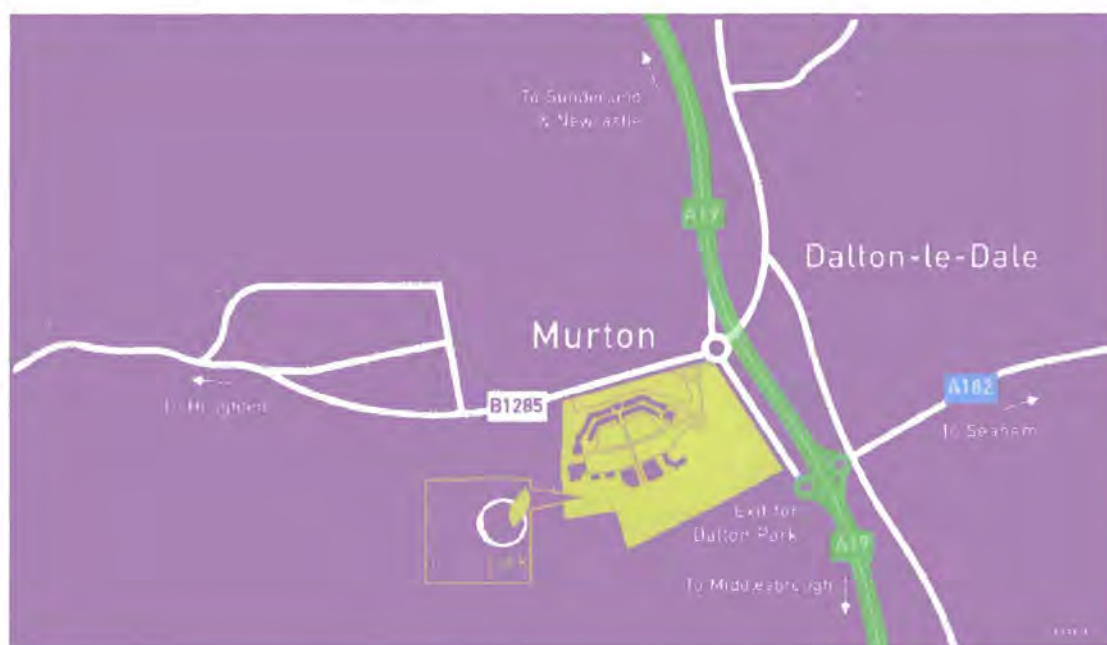 To Sunderland
& Newcastle
A19
Dalton-le-Dale
Murton
A182
B1285
To Seaham
Exit for
Dalton Park
A19
To Middlesbrough